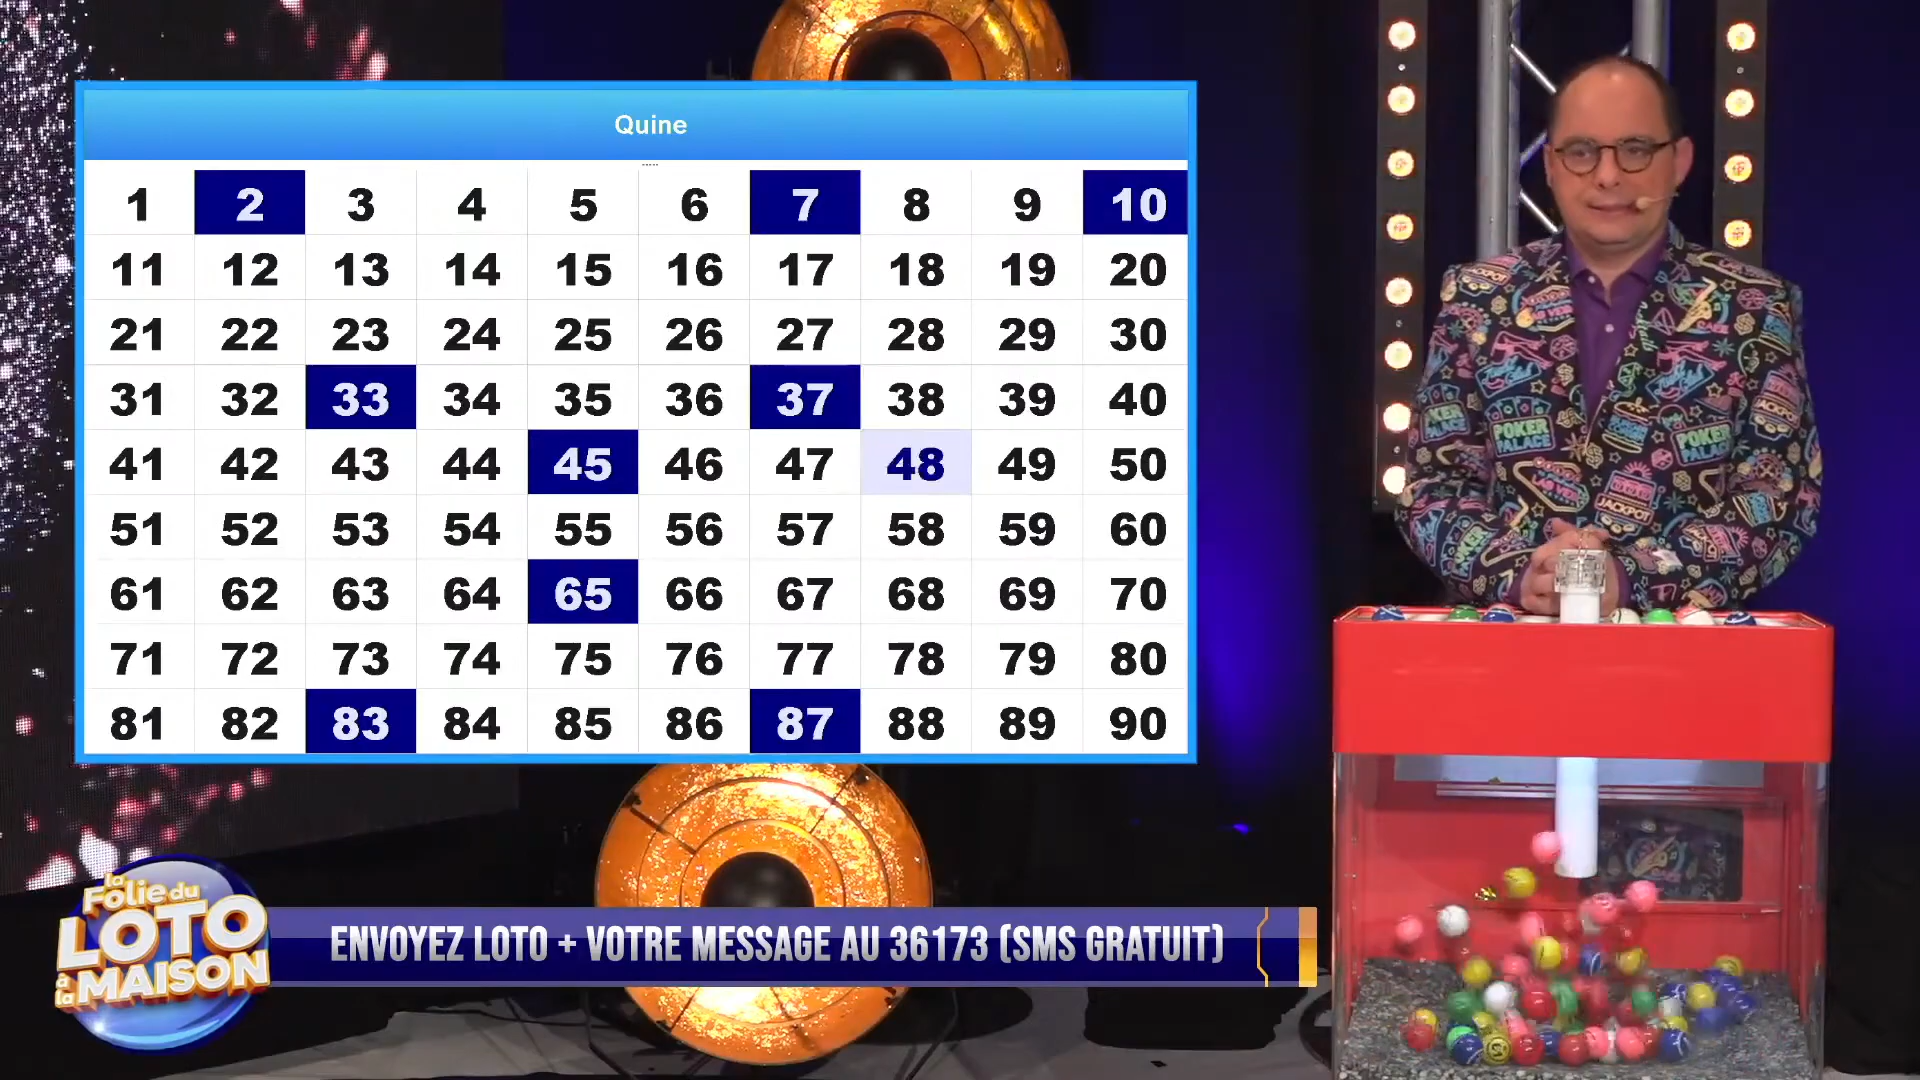 Quine
1 2 3 4 5 6 7 8 9 10
11 12 13 14 15 16 17 18 19 20
21 22 23 24 25 26 27 28 29 30
31 32 33 34 35 36 37 38 39 40
41 42 43 44 45 46 47 48 49 50
51 52 53 54 55 56 57 58 59 60
61 62 63 64 65 66 67 68 69 70
71 72 73 74 75 76 77 78 79 80
81 82 83 84 85 86 87 88 89 90
JACKPOT
POKER
PALACE
POKER
PALACE
JACKPOT
la
Folie du
LOTO
à la
MAISON
ENVOYEZ LOTO + VOTRE MESSAGE AU 36173 (SMS GRATUIT)